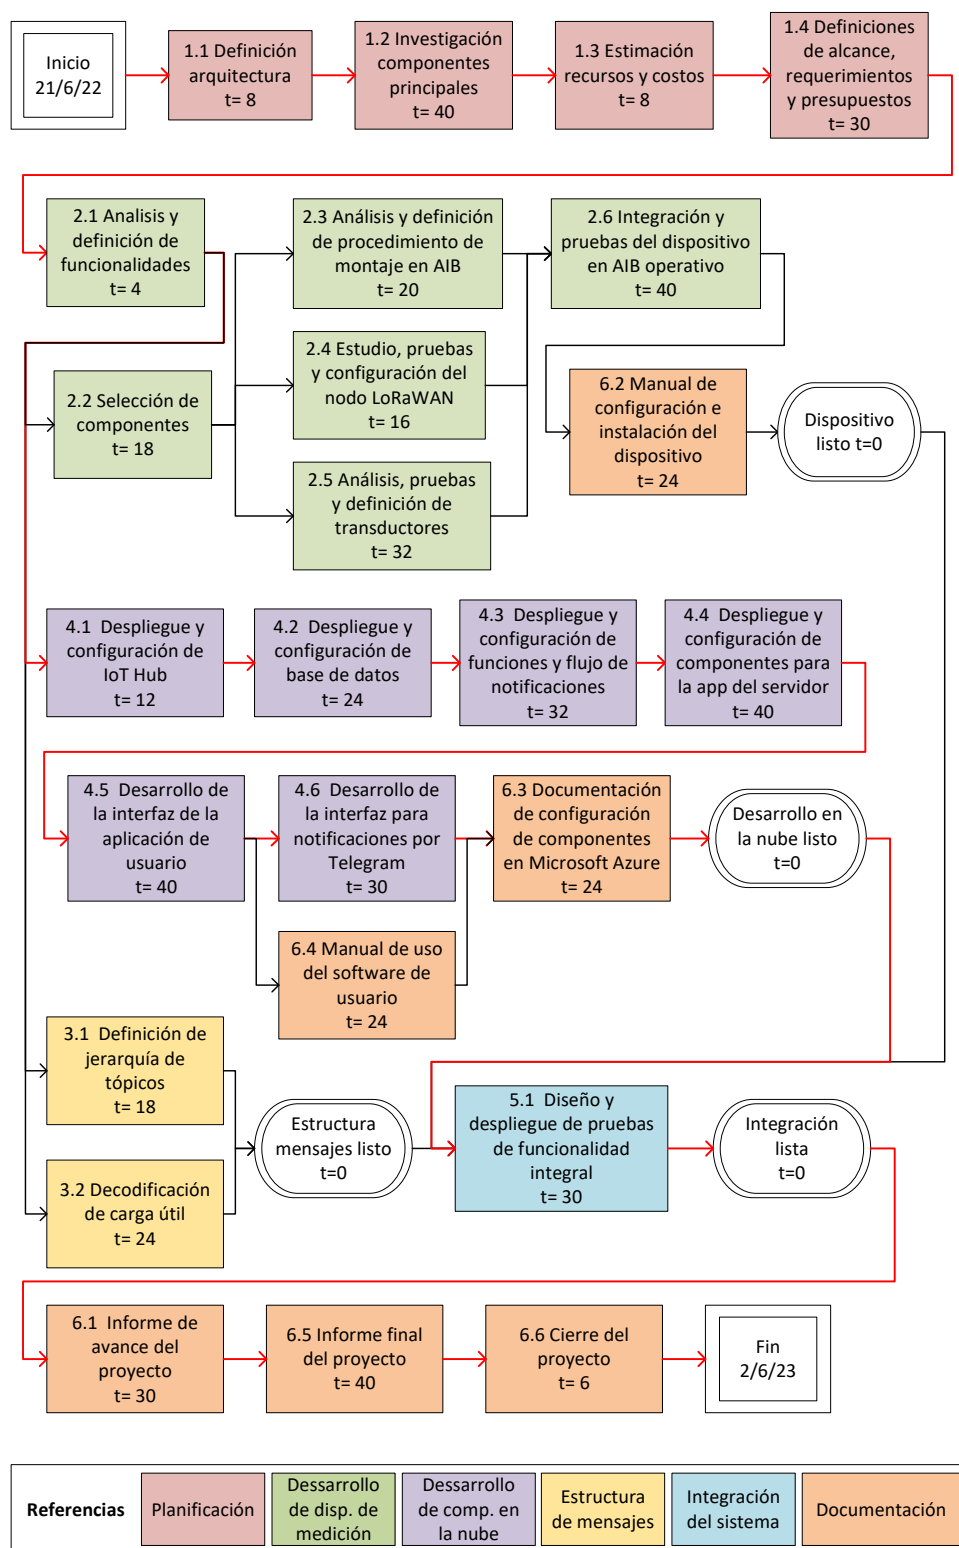 Inicio
21/6/22
1.1 Definición
arquitectura
t= 8
1.2 Investigación
componentes
principales
t= 40
1.3 Estimación
recursos y costos
t= 8
1.4 Definiciones
de alcance,
requerimientos
y presupuestos
t= 30
2.1 Analisis y
definición de
funcionalidades
t= 4
2.3 Análisis y definición
de procedimiento de
montaje en AIB
t= 20
2.6 Integración y
pruebas del dispositivo
en AIB operativo
t= 40
2.2 Selección de
componentes
t= 18
2.4 Estudio, pruebas
y configuración del
nodo LoRaWAN
t= 16
6.2 Manual de
configuración e
instalación del
dispositivo
t= 24
Dispositivo
listo t=0
2.5 Análisis, pruebas
y definición de
transductores
t= 32
4.1 Despliegue y
configuración de
IoT Hub
t= 12
4.2 Despliegue y
configuración de
base de datos
t= 24
4.3 Despliegue y
configuración de
funciones y flujo de
notificaciones
t= 32
4.4 Despliegue y
configuración de
componentes para
la app del servidor
t= 40
4.5 Desarrollo de
la interfaz de la
aplicación de
usuario
t= 40
4.6 Desarrollo de
la interfaz para
notificaciones por
Telegram
t= 30
6.3 Documentación
de configuración
de componentes
en Microsoft Azure
t= 24
Desarrollo en
la nube listo
t=0
6.4 Manual de uso
del software de
usuario
t= 24
3.1 Definición de
jerarquía de
tópicos
t= 18
3.2 Decodificación
de carga útil
t= 24
Estructura
mensajes listo
t=0
5.1 Diseño y
despliegue de pruebas
de funcionalidad
integral
t= 30
Integración
lista
t=0
6.1 Informe de
avance del
proyecto
t= 30
6.5 Informe final
del proyecto
t= 40
6.6 Cierre del
proyecto
t= 6
Fin
2/6/23
Referencias
Planificación
Dessarrollo
de disp. de
medición
Dessarrollo
de comp. en
la nube
Estructura
de mensajes
Integración
del sistema
Documentación